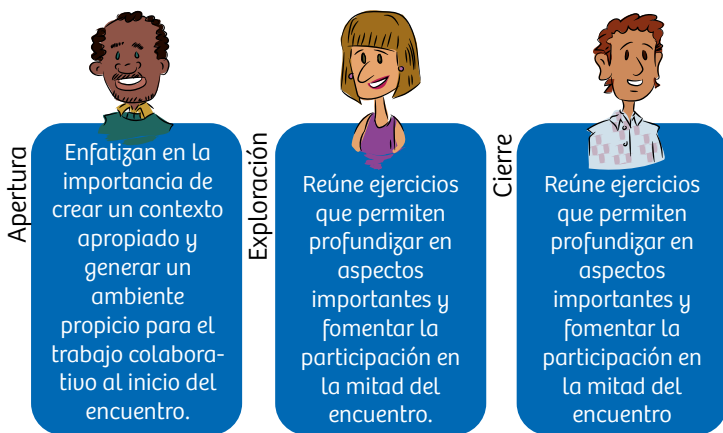 Apertura
Enfatizan en la
importancia de
crear un contexto
apropiado y
generar un
ambiente
propicio para el
trabajo colabora-
tivo al inicio del
encuentro.
Exploración
Reúne ejercicios
que permiten
profundizar en
aspectos
importantes y
fomentar la
participación en
la mitad del
encuentro.
Cierre
Reúne ejercicios
que permiten
profundizar en
aspectos
importantes y
fomentar la
participación en
la mitad del
encuentro